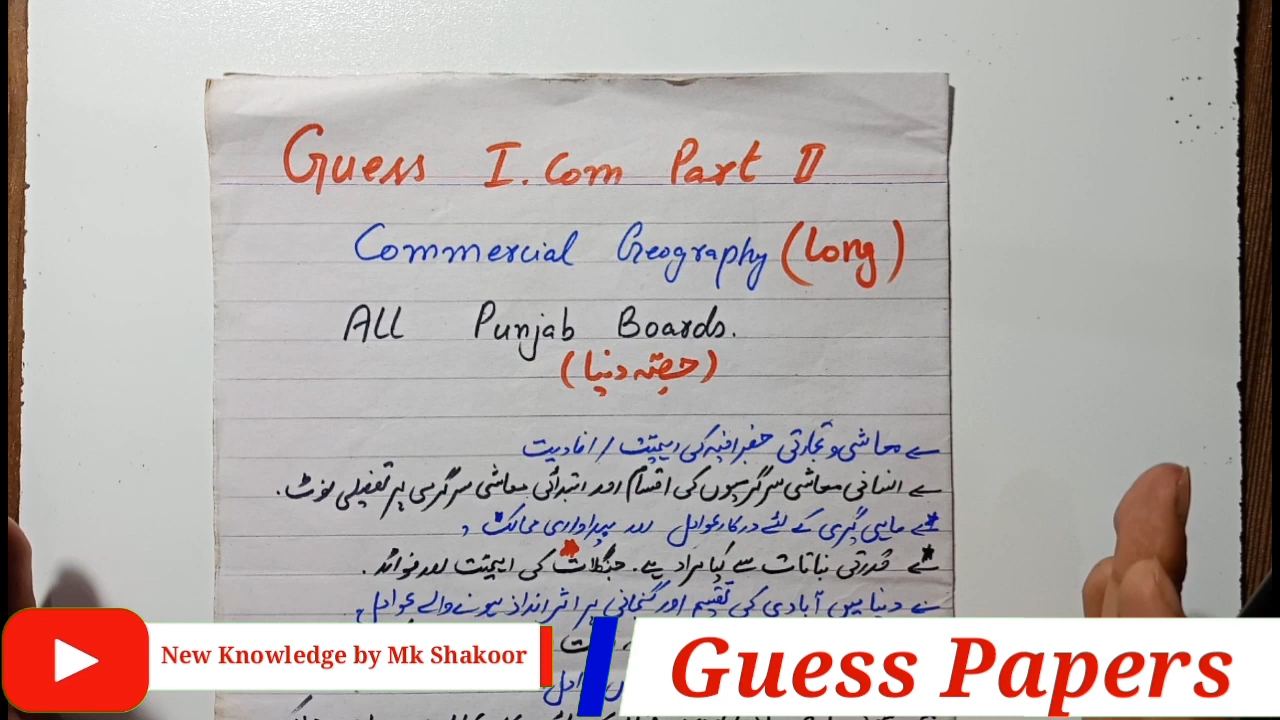 Guess I.Com Part II
Commercial Geography (Long)
All Punjab Boards.
(حصّہ دنیا)
معاشی و تجارتی جغرافیہ کی اہمیّت / افادیت
انسانی معاشی سرگرمیوں کی اقسام اور ابتدائی معاشی سرگرمی پر تفصیلی نوٹ۔
ماہی گیری کے لئے درکار عوامل اور پیداواری ممالک
قدرتی نباتات سے کیا مراد ہے۔ جنگلات کی اہمیّت اور فوائد۔
دنیا میں آبادی کی تقسیم اور گنجانی پر اثر انداز ہونے والے عوامل۔
New Knowledge by Mk Shakoor
Guess Papers